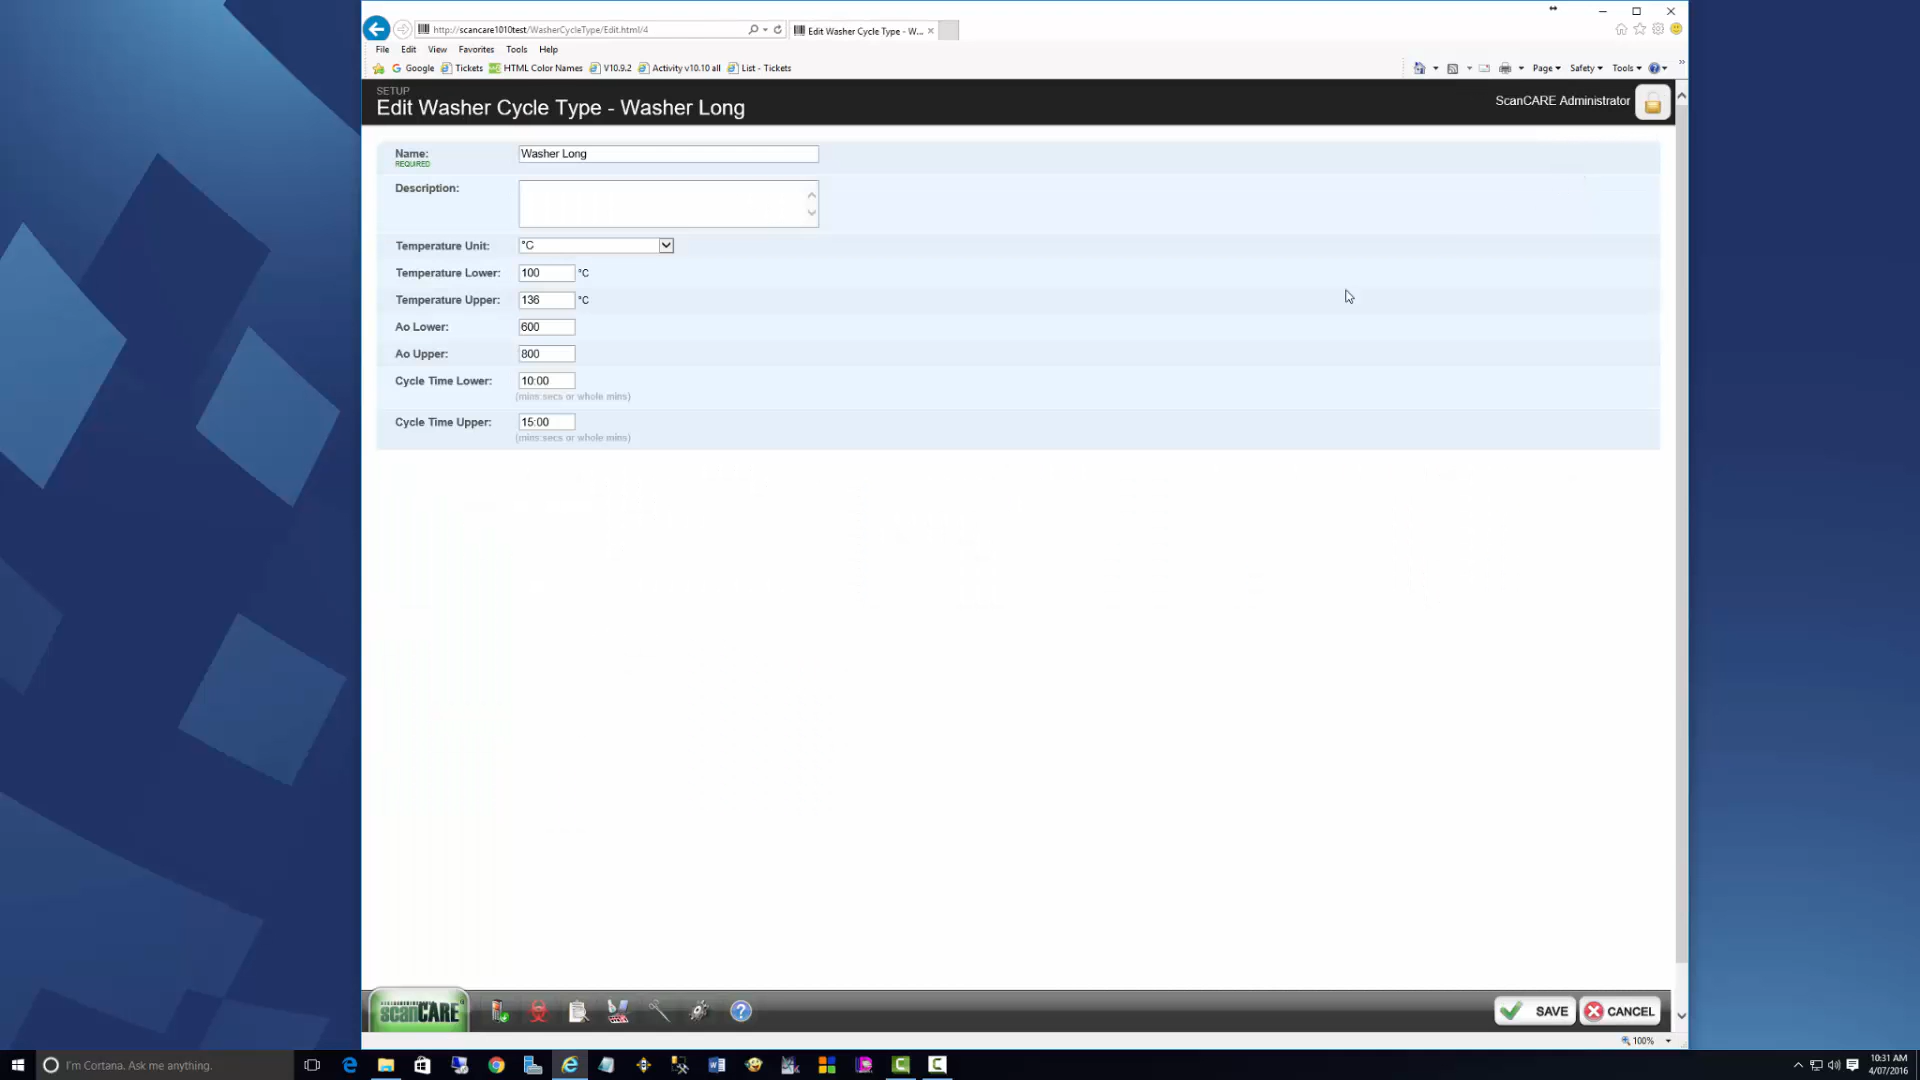 http://scancare1010test/WasherCycleType/Edit.html/4
Edit Washer Cycle Type - W...
File Edit View Favorites Tools Help
Google Tickets HTML Color Names V10.9.2 Activity v10.10 all List - Tickets
Page Safety Tools
SETUP
Edit Washer Cycle Type - Washer Long
ScanCARE Administrator
Name: Washer Long
REQUIRED
Description:
Temperature Unit: °C
Temperature Lower: 100 °C
Temperature Upper: 136 °C
Ao Lower: 600
Ao Upper: 800
Cycle Time Lower: 10:00
(mins:secs or whole mins)
Cycle Time Upper: 15:00
(mins:secs or whole mins)
scanCARE
SAVE CANCEL
100%
I'm Cortana. Ask me anything.
10:31 AM
4/07/2016